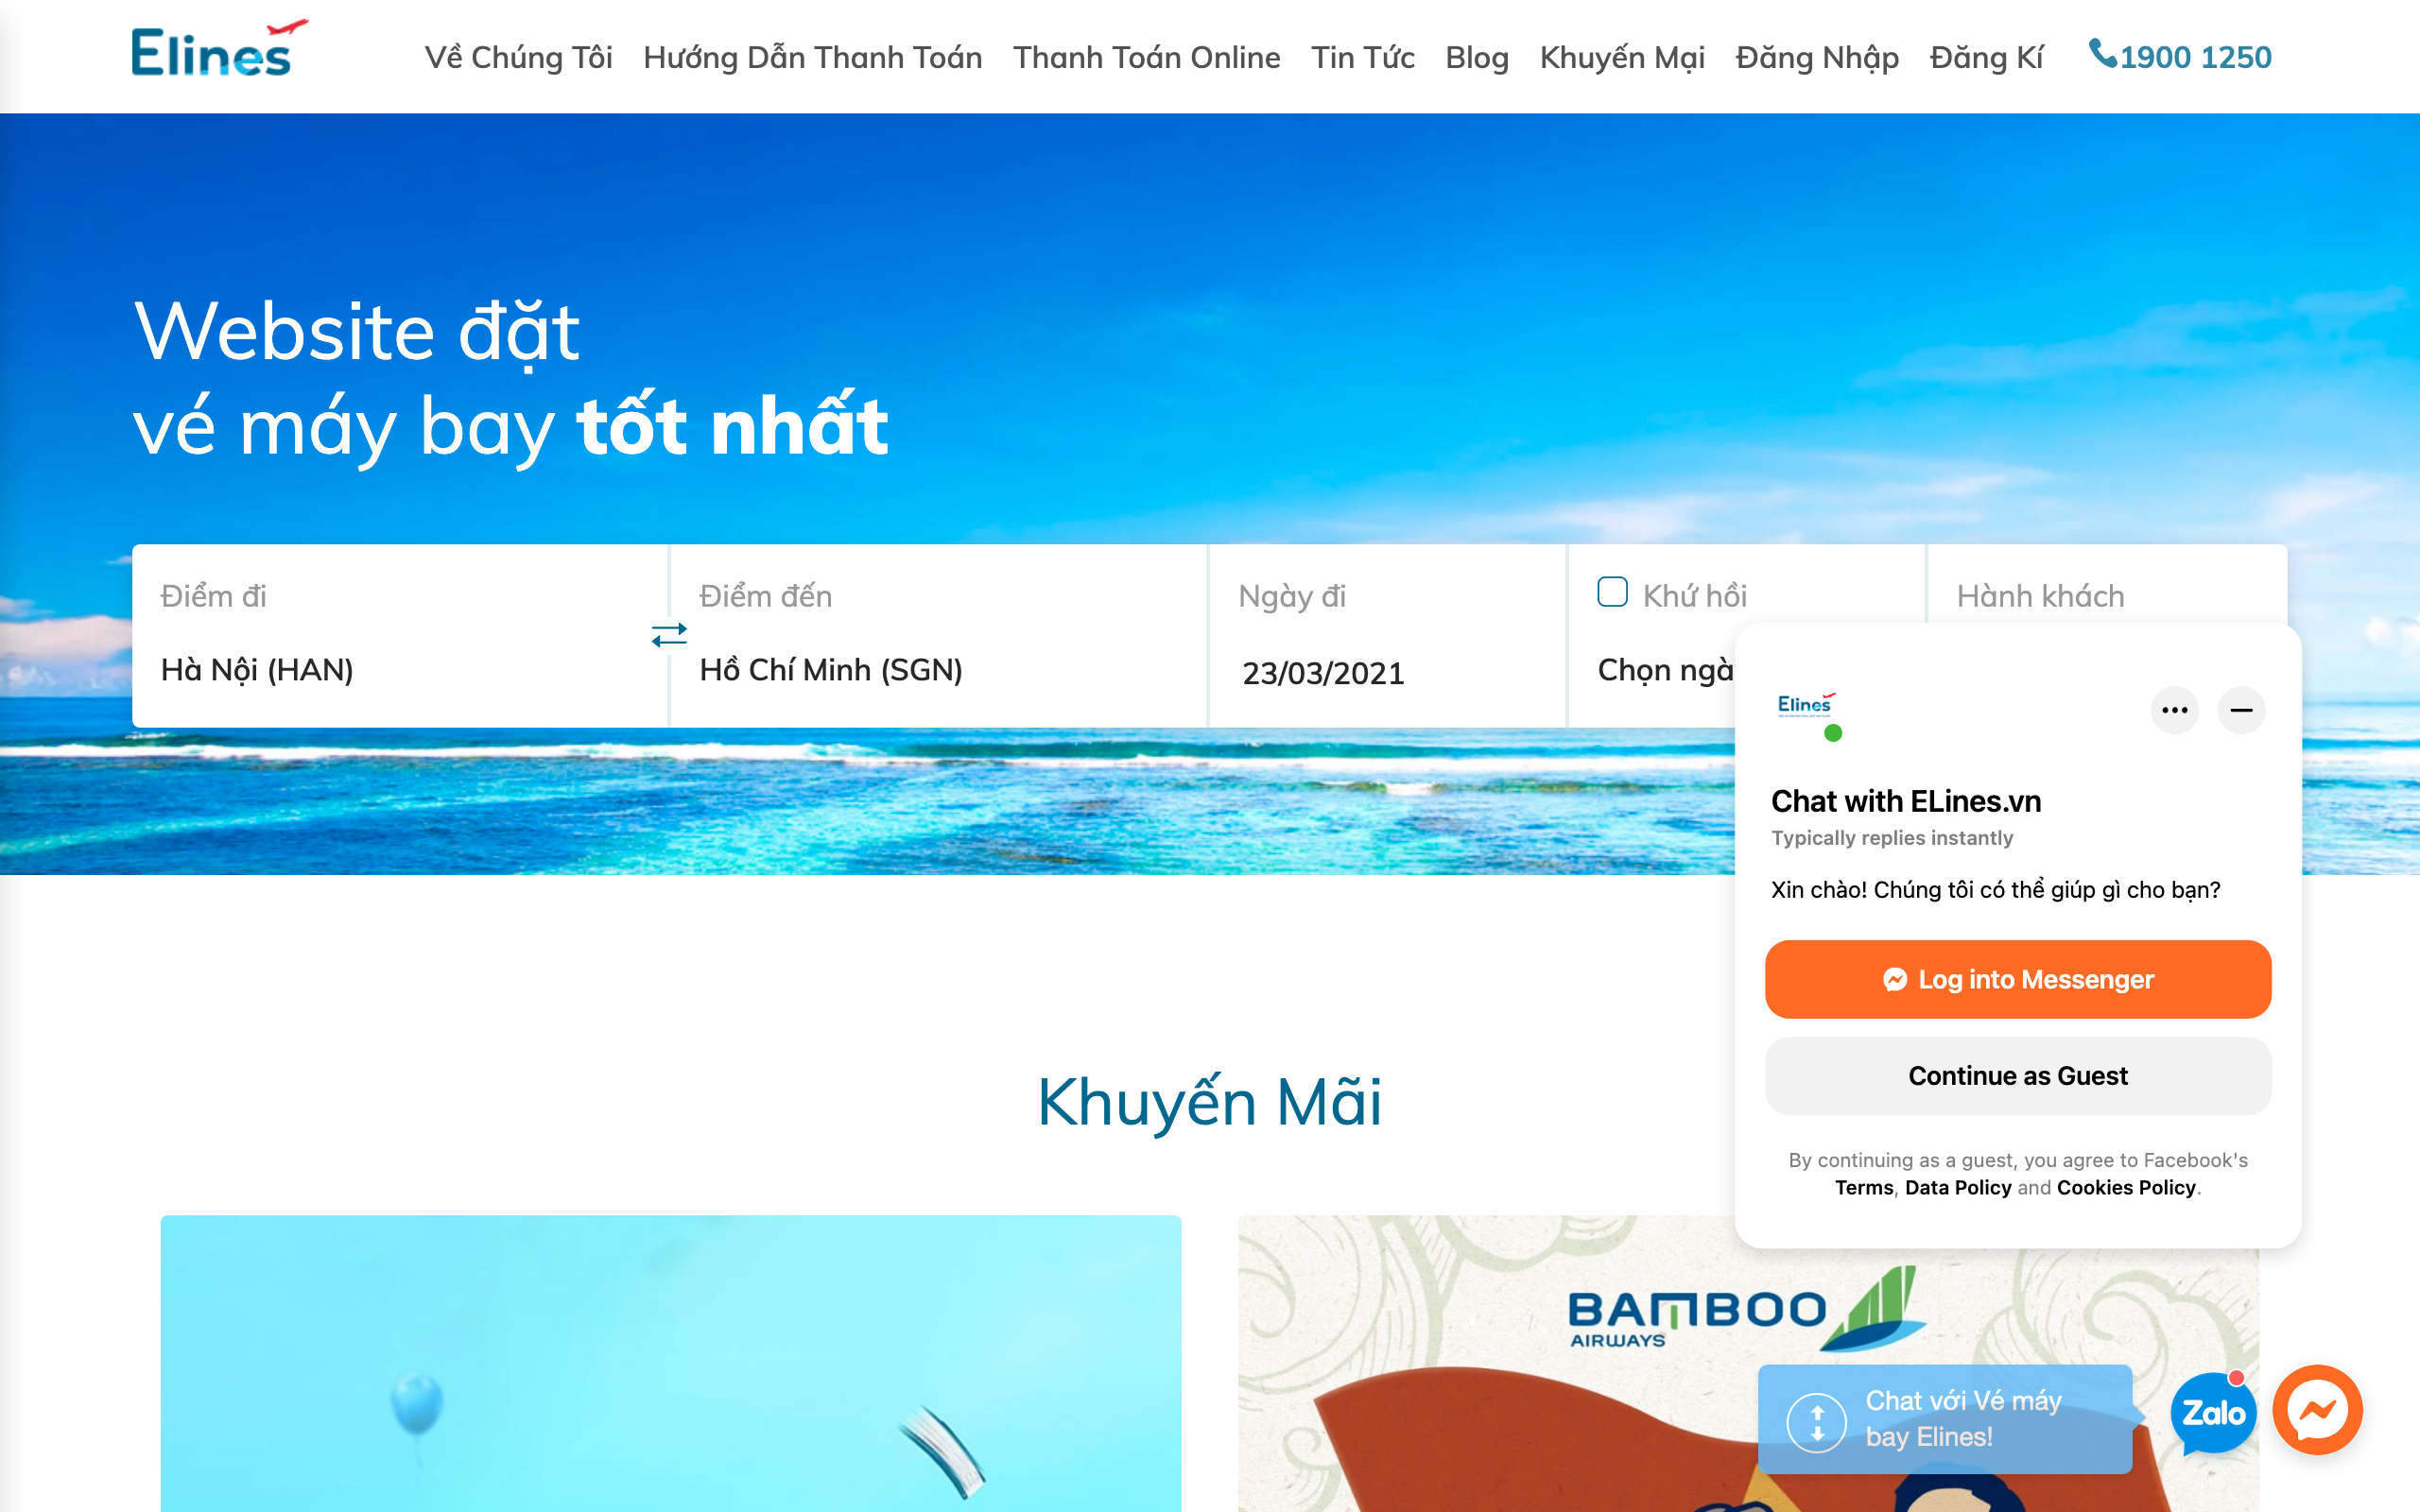 Elines
Về Chúng Tôi
Hướng Dẫn Thanh Toán
Thanh Toán Online
Tin Tức
Blog
Khuyến Mại
Đăng Nhập
Đăng Kí
1900 1250
Website đặt
vé máy bay tốt nhất
Điểm đi
Hà Nội (HAN)
Điểm đến
Hồ Chí Minh (SGN)
Ngày đi
23/03/2021
Khứ hồi
Chọn
Hành khách
Elines
Chat with ELines.vn
Typically replies instantly
Xin chào! Chúng tôi có thể giúp gì cho bạn?
Log into Messenger
Continue as Guest
By continuing as a guest, you agree to Facebook's
Terms, Data Policy and Cookies Policy.
Khuyến Mãi
BAMBOO
AIRWAYS
Chat với Vé máy
bay Elines!
Zalo